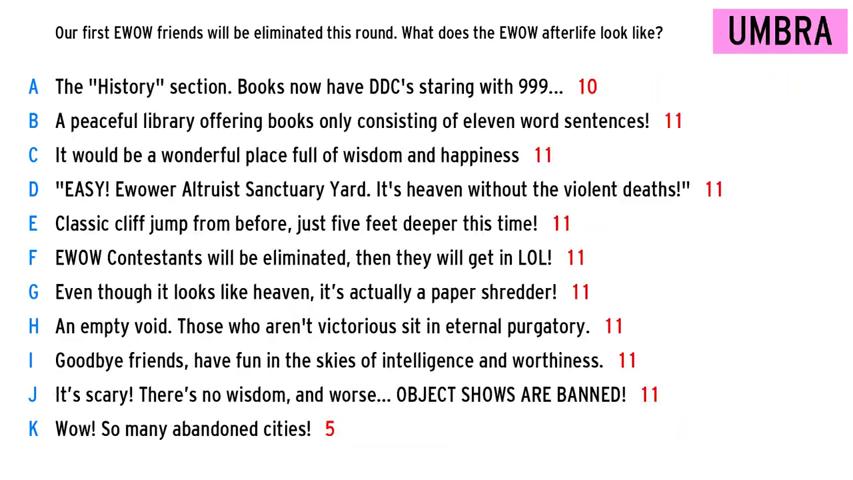 Our first EWOW friends will be eliminated this round. What does the EWOW afterlife look like?
UMBRA
A The "History" section. Books now have DDC's staring with 999... 10
B A peaceful library offering books only consisting of eleven word sentences! 11
C It would be a wonderful place full of wisdom and happiness 11
D "EASY! Ewower Altruist Sanctuary Yard. It's heaven without the violent deaths!" 11
E Classic cliff jump from before, just five feet deeper this time! 11
F EWOW Contestants will be eliminated, then they will get in LOL! 11
G Even though it looks like heaven, it’s actually a paper shredder! 11
H An empty void. Those who aren't victorious sit in eternal purgatory. 11
I Goodbye friends, have fun in the skies of intelligence and worthiness. 11
J It’s scary! There’s no wisdom, and worse... OBJECT SHOWS ARE BANNED! 11
K Wow! So many abandoned cities! 5